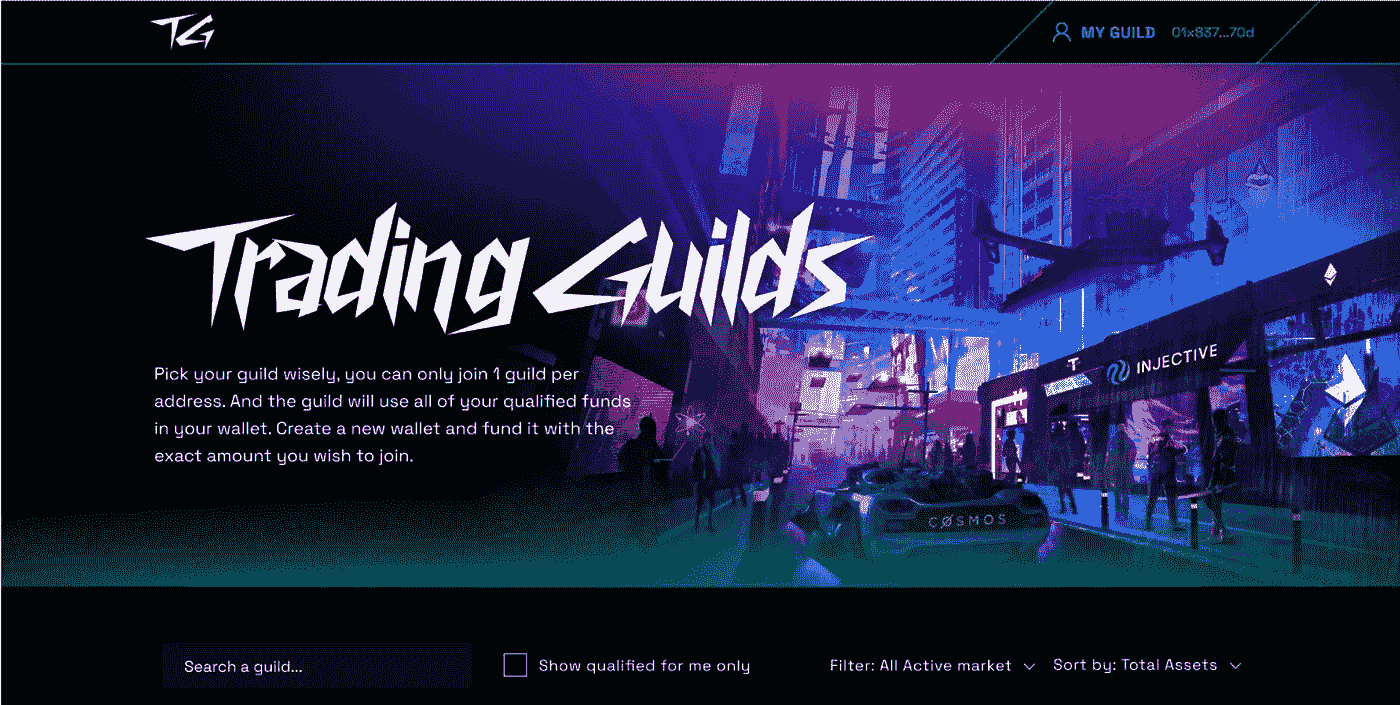 TG
MY GUILD 01x837...70d
Trading Guilds
Pick your guild wisely, you can only join 1 guild per
address. And the guild will use all of your qualified funds
in your wallet. Create a new wallet and fund it with the
exact amount you wish to join.
INJECTIVE
CØSMOS
Search a guild...
Show qualified for me only
Filter: All Active market
Sort by: Total Assets